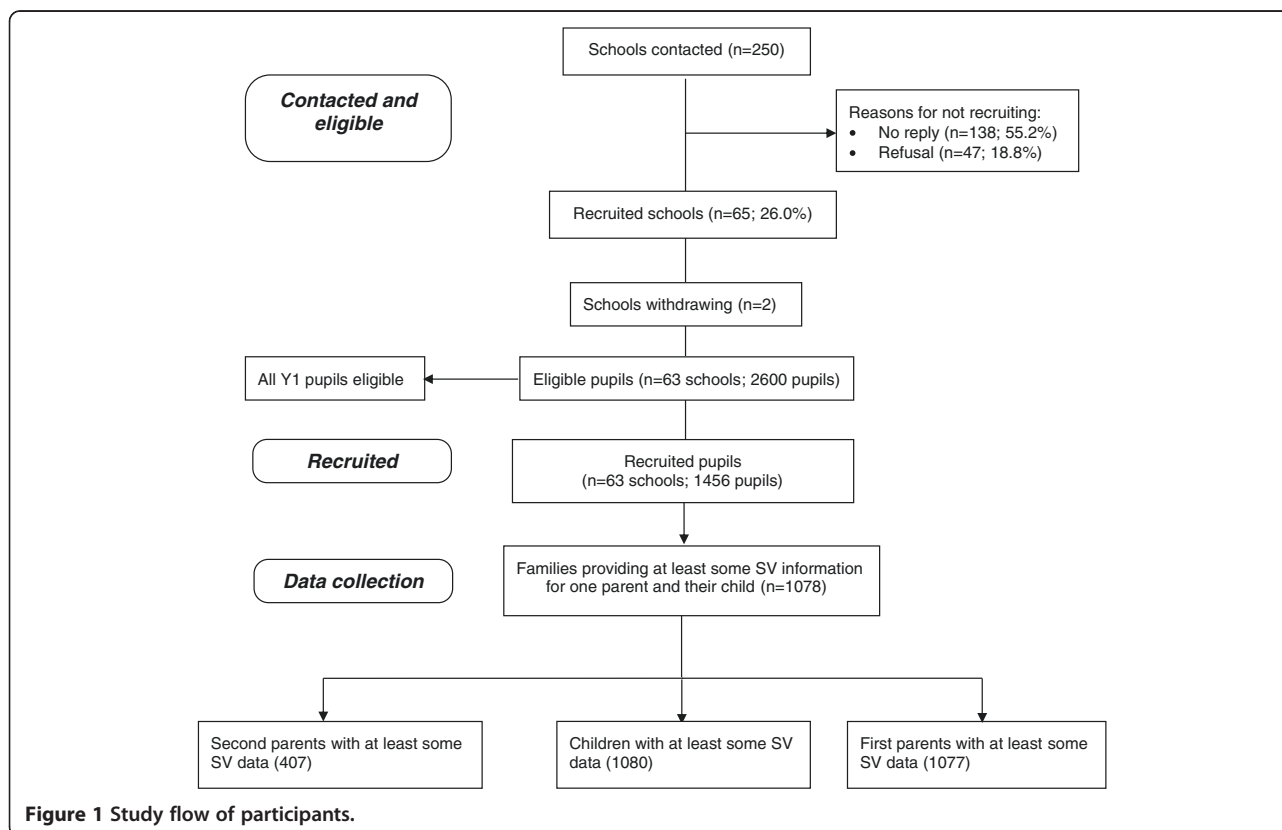 Schools contacted (n=250)
Contacted and
eligible
Reasons for not recruiting:
• No reply (n=138; 55.2%)
• Refusal (n=47; 18.8%)
Recruited schools (n=65; 26.0%)
Schools withdrawing (n=2)
All Y1 pupils eligible
Eligible pupils (n=63 schools; 2600 pupils)
Recruited
Recruited pupils
(n=63 schools; 1456 pupils)
Data collection
Families providing at least some SV information
for one parent and their child (n=1078)
Second parents with at least some
SV data (407)
Children with at least some SV
data (1080)
First parents with at least some
SV data (1077)
Figure 1 Study flow of participants.